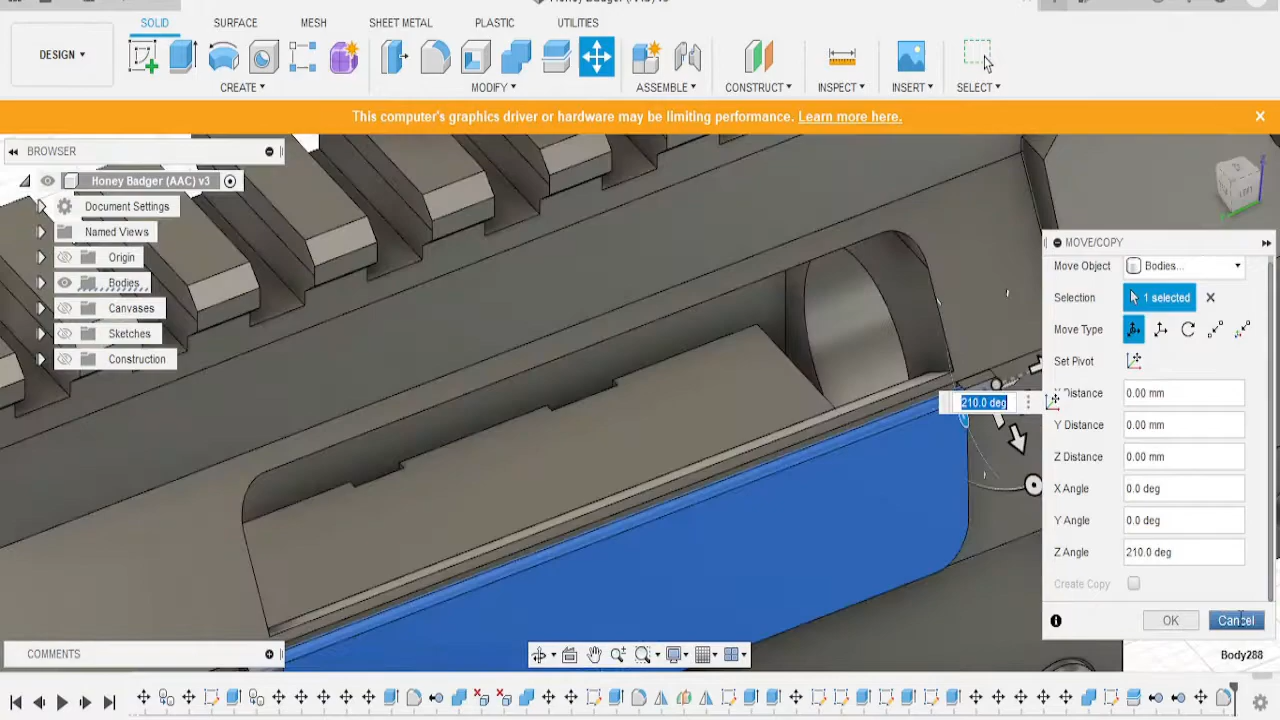 SOLID SURFACE MESH SHEET METAL PLASTIC UTILITIES
DESIGN
CREATE MODIFY ASSEMBLE CONSTRUCT INSPECT INSERT SELECT
This computer's graphics driver or hardware may be limiting performance. Learn more here.
BROWSER
Honey Badger (AAC) v3
Document Settings
Named Views
Origin
Bodies
Canvases
Sketches
Construction
LEFT
MOVE/COPY
Move Object Bodies...
Selection 1 selected
Move Type
Set Pivot
Distance 0.00 mm
210.0 deg
Y Distance 0.00 mm
Z Distance 0.00 mm
X Angle 0.0 deg
Y Angle 0.0 deg
Z Angle 210.0 deg
Create Copy
OK Cancel
Body288
COMMENTS